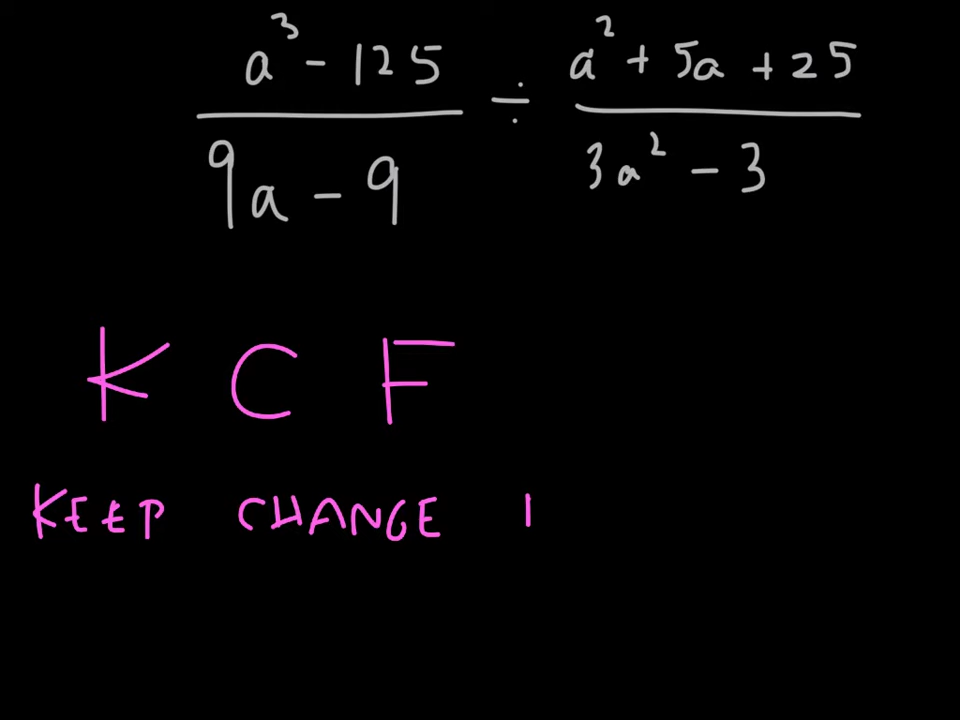 a³ - 125 ÷ a² + 5a + 25
9a - 9 3a² - 3
K C F
KEEP CHANGE